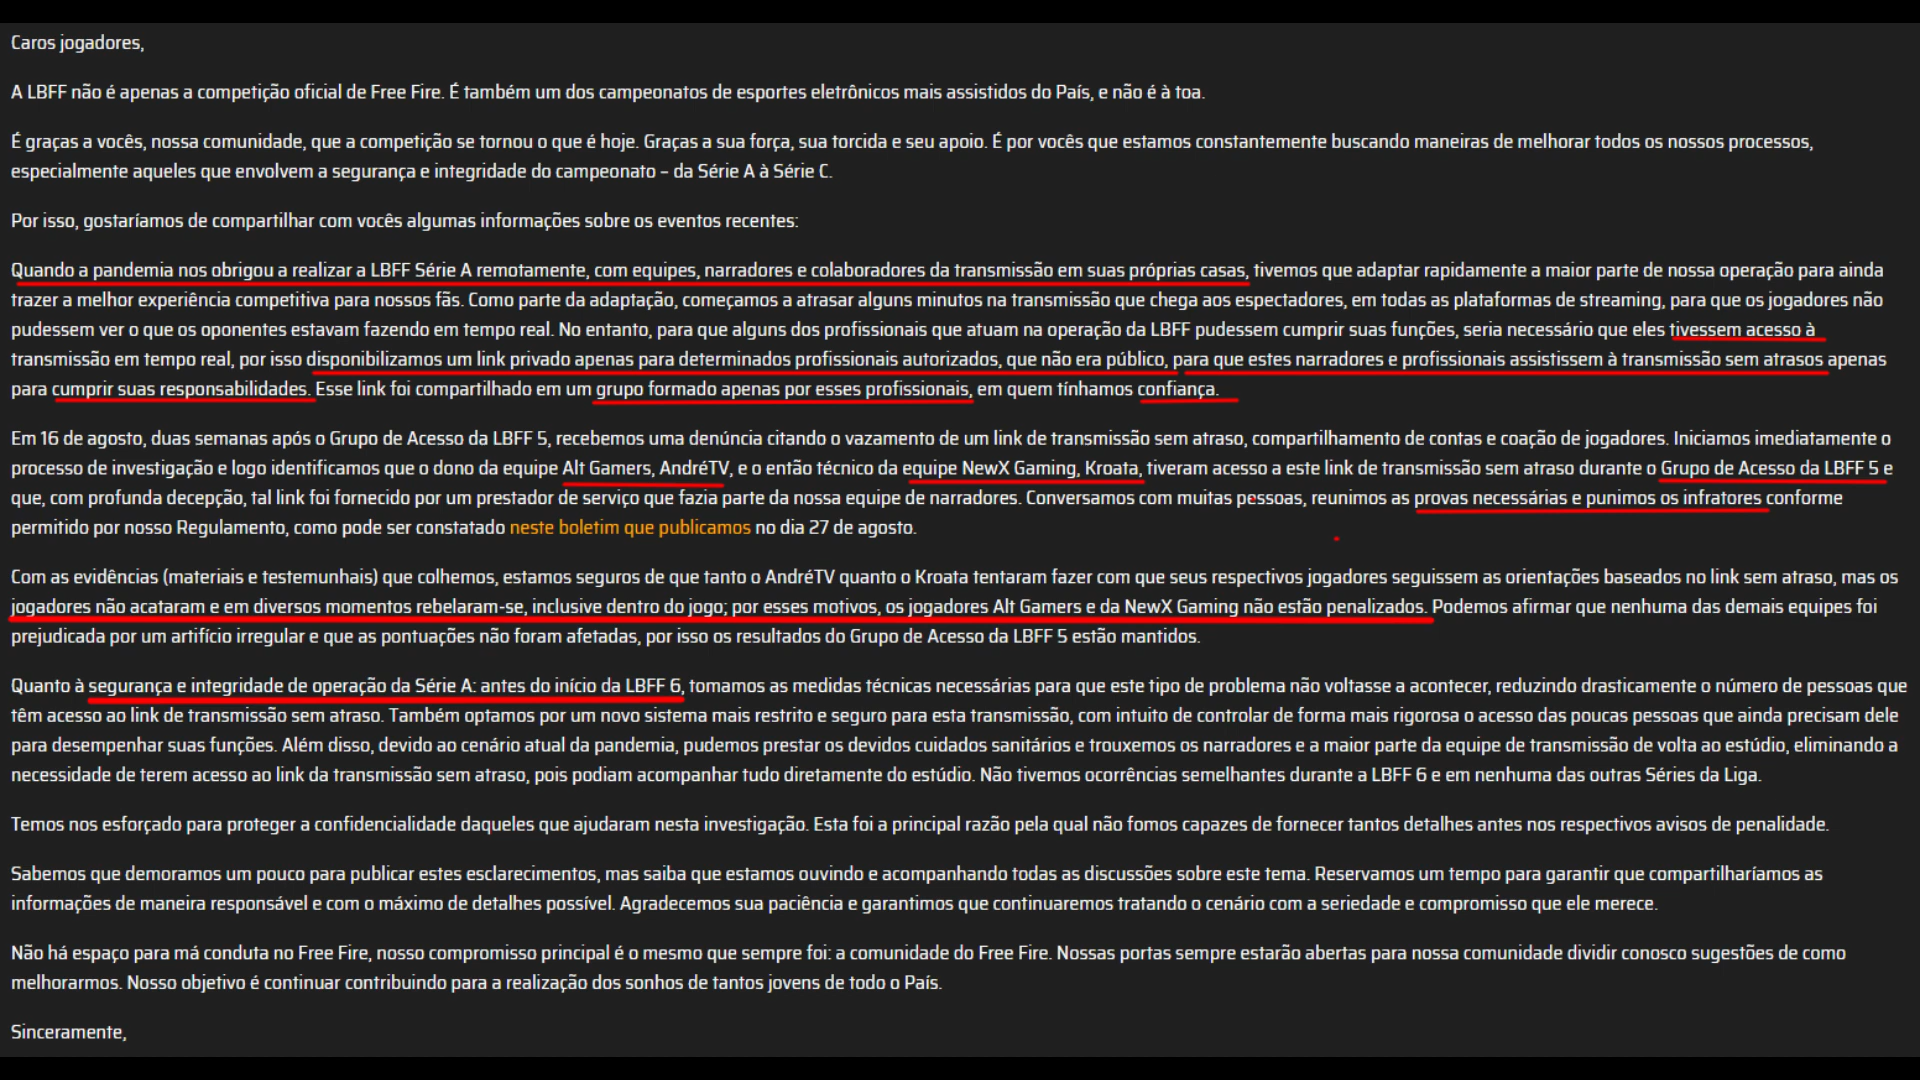 Caros jogadores,
A LBFF não é apenas a competição oficial de Free Fire. É também um dos campeonatos de esportes eletrônicos mais assistidos do País, e não é à toa.
É graças a vocês, nossa comunidade, que a competição se tornou o que é hoje. Graças a sua força, sua torcida e seu apoio. É por vocês que estamos constantemente buscando maneiras de melhorar todos os nossos processos,
especialmente aqueles que envolvem a segurança e integridade do campeonato – da Série A à Série C.
Por isso, gostaríamos de compartilhar com vocês algumas informações sobre os eventos recentes:
Quando a pandemia nos obrigou a realizar a LBFF Série A remotamente, com equipes, narradores e colaboradores da transmissão em suas próprias casas, tivemos que adaptar rapidamente a maior parte de nossa operação para ainda
trazer a melhor experiência competitiva para nossos fãs. Como parte da adaptação, começamos a atrasar alguns minutos na transmissão que chega aos espectadores, em todas as plataformas de streaming, para que os jogadores não
pudessem ver o que os oponentes estavam fazendo em tempo real. No entanto, para que alguns dos profissionais que atuam na operação da LBFF pudessem cumprir suas funções, seria necessário que eles tivessem acesso à
transmissão em tempo real, por isso disponibilizamos um link privado apenas para determinados profissionais autorizados, que não era público, para que estes narradores e profissionais assistissem à transmissão sem atrasos apenas
para cumprir suas responsabilidades. Esse link foi compartilhado em um grupo formado apenas por esses profissionais, em quem tínhamos confiança.
Em 16 de agosto, duas semanas após o Grupo de Acesso da LBFF 5, recebemos uma denúncia citando o vazamento de um link de transmissão sem atraso, compartilhamento de contas e coação de jogadores. Iniciamos imediatamente o
processo de investigação e logo identificamos que o dono da equipe Alt Gamers, AndréTV, e o então técnico da equipe NewX Gaming, Kroata, tiveram acesso a este link de transmissão sem atraso durante o Grupo de Acesso da LBFF 5 e
que, com profunda decepção, tal link foi fornecido por um prestador de serviço que fazia parte da nossa equipe de narradores. Conversamos com muitas pessoas, reunimos as provas necessárias e punimos os infratores conforme
permitido por nosso Regulamento, como pode ser constatado neste boletim que publicamos no dia 27 de agosto.
Com as evidências (materiais e testemunhais) que colhemos, estamos seguros de que tanto o AndréTV quanto o Kroata tentaram fazer com que seus respectivos jogadores seguissem as orientações baseados no link sem atraso, mas os
jogadores não acataram e em diversos momentos rebelaram-se, inclusive dentro do jogo; por esses motivos, os jogadores Alt Gamers e da NewX Gaming não estão penalizados. Podemos afirmar que nenhuma das demais equipes foi
prejudicada por um artifício irregular e que as pontuações não foram afetadas, por isso os resultados do Grupo de Acesso da LBFF 5 estão mantidos.
Quanto à segurança e integridade de operação da Série A: antes do início da LBFF 6, tomamos as medidas técnicas necessárias para que este tipo de problema não voltasse a acontecer, reduzindo drasticamente o número de pessoas que
têm acesso ao link de transmissão sem atraso. Também optamos por um novo sistema mais restrito e seguro para esta transmissão, com intuito de controlar de forma mais rigorosa o acesso das poucas pessoas que ainda precisam dele
para desempenhar suas funções. Além disso, devido ao cenário atual da pandemia, pudemos prestar os devidos cuidados sanitários e trouxemos os narradores e a maior parte da equipe de transmissão de volta ao estúdio, eliminando a
necessidade de terem acesso ao link da transmissão sem atraso, pois podiam acompanhar tudo diretamente do estúdio. Não tivemos ocorrências semelhantes durante a LBFF 6 e em nenhuma das outras Séries da Liga.
Temos nos esforçado para proteger a confidencialidade daqueles que ajudaram nesta investigação. Esta foi a principal razão pela qual não fomos capazes de fornecer tantos detalhes antes nos respectivos avisos de penalidade.
Sabemos que demoramos um pouco para publicar estes esclarecimentos, mas saiba que estamos ouvindo e acompanhando todas as discussões sobre este tema. Reservamos um tempo para garantir que compartilharíamos as
informações de maneira responsável e com o máximo de detalhes possível. Agradecemos sua paciência e garantimos que continuaremos tratando o cenário com a seriedade e compromisso que ele merece.
Não há espaço para má conduta no Free Fire, nosso compromisso principal é o mesmo que sempre foi: a comunidade do Free Fire. Nossas portas sempre estarão abertas para nossa comunidade dividir conosco sugestões de como
melhorarmos. Nosso objetivo é continuar contribuindo para a realização dos sonhos de tantos jovens de todo o País.
Sinceramente,